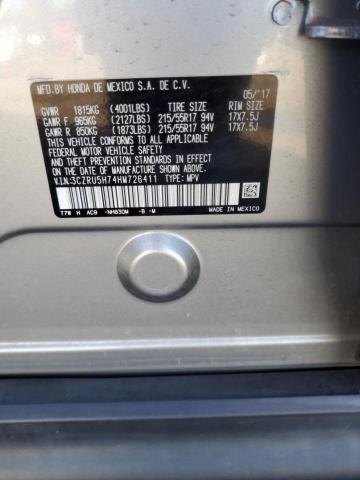 MFD.BY HONDA DE MEXICO S.A. DE C.V. 05/'17
GVWR 1815KG (4001LBS) TIRE SIZE RIM SIZE
GAWR F 965KG (2127LBS) 215/55R17 94V 17X7.5J
GAWR R 850KG (1873LBS) 215/55R17 94V 17X7.5J
THIS VEHICLE CONFORMS TO ALL APPLICABLE
FEDERAL MOTOR VEHICLE SAFETY AND THEFT PREVENTION
STANDARDS IN EFFECT ON THE DATE OF MANUFACTURE SHOWN ABOVE.
V.I.N:3CZRU5H74HM726411 TYPE: MPV
T7W H AC9 -NH830M -B -M MADE IN MEXICO